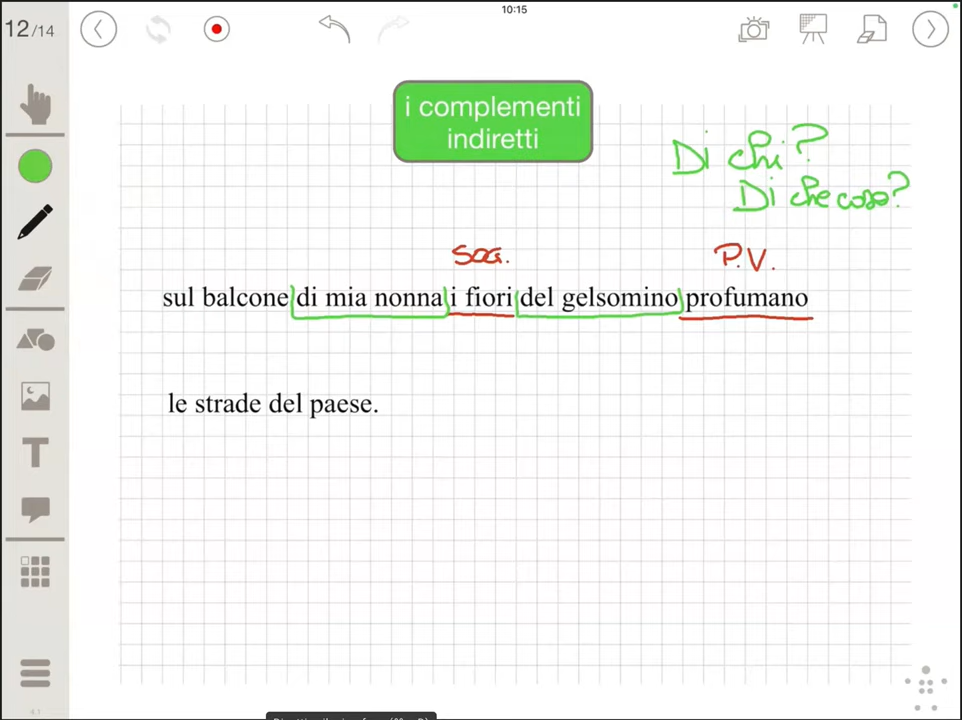 10:15
12/14
i complementi
indiretti
Di chi?
Di che cosa?
SOG.
P.V.
sul balcone di mia nonna i fiori del gelsomino profumano
le strade del paese.
T